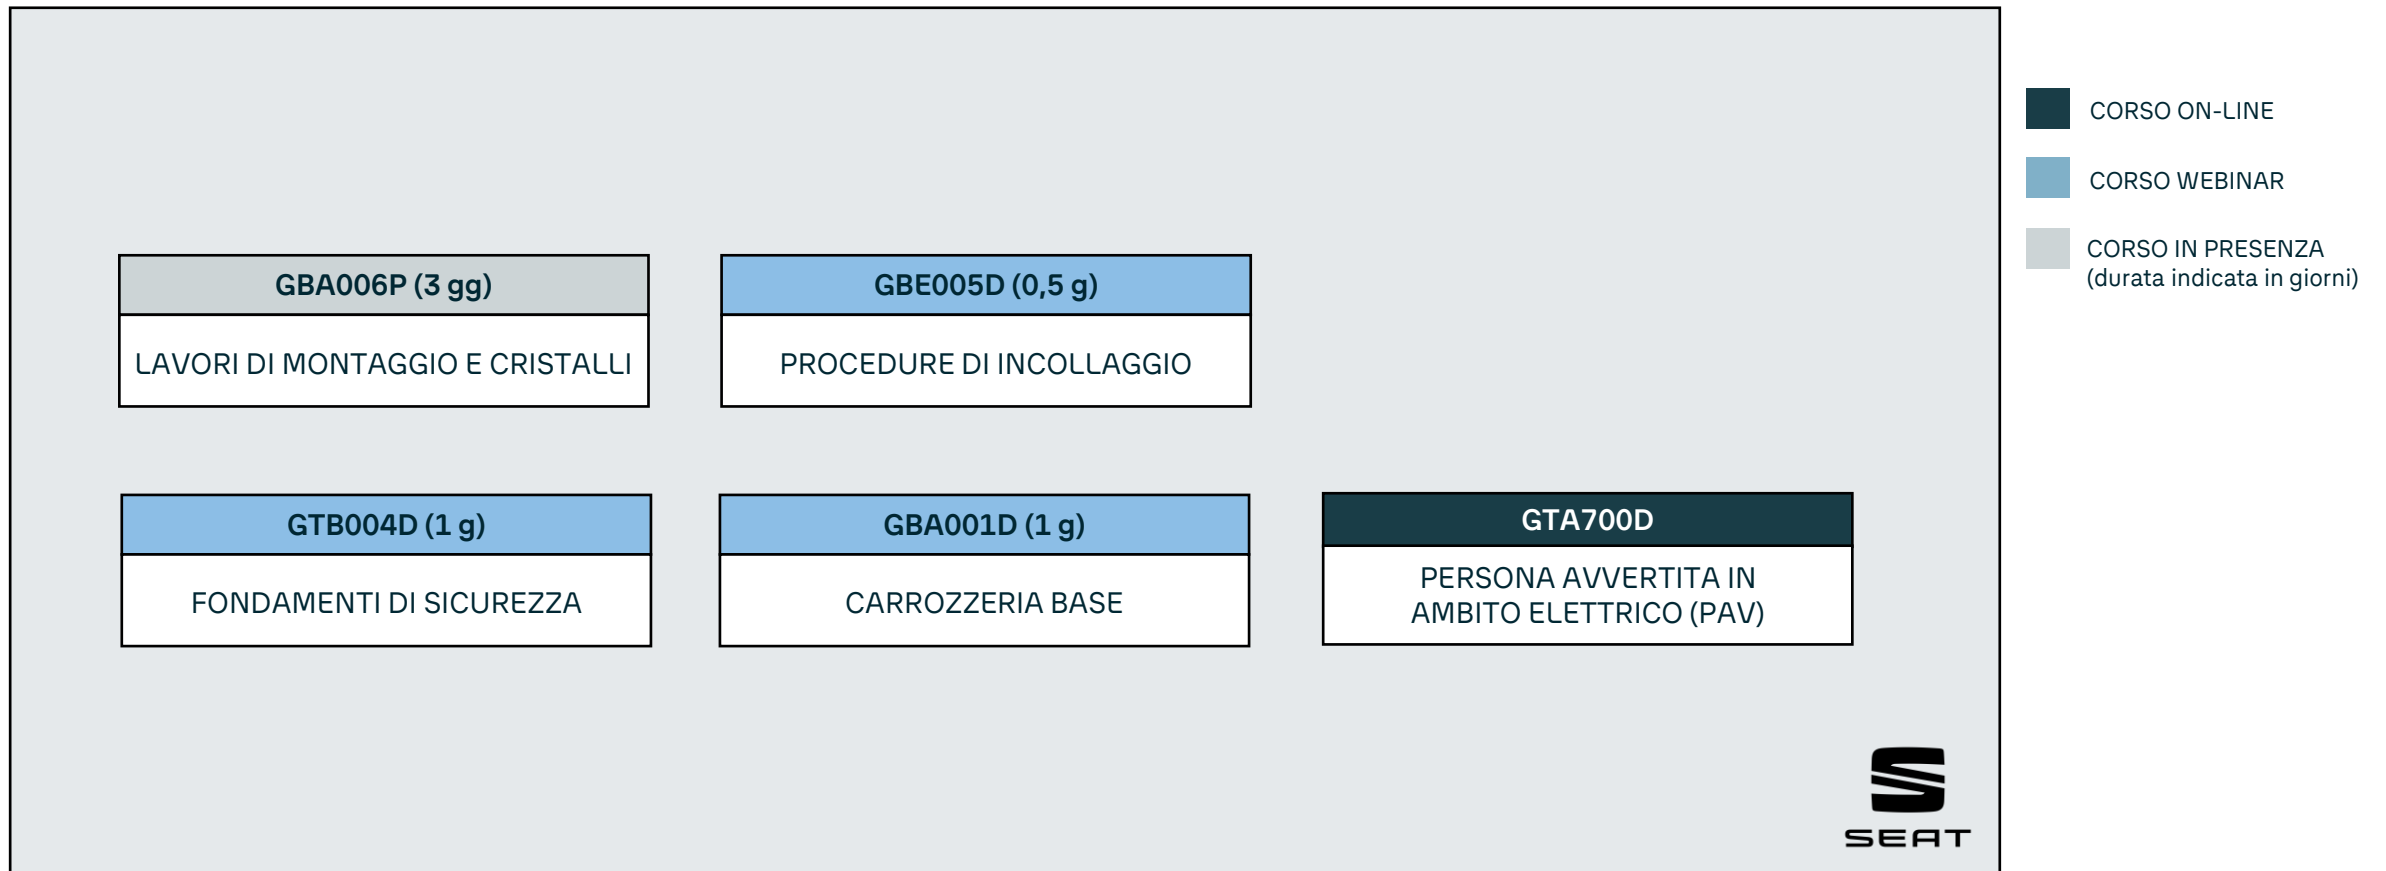 CORSO ON-LINE
CORSO WEBINAR
CORSO IN PRESENZA
(durata indicata in giorni)
GBA006P (3 gg)
LAVORI DI MONTAGGIO E CRISTALLI
GBE005D (0,5 g)
PROCEDURE DI INCOLLAGGIO
GTB004D (1 g)
FONDAMENTI DI SICUREZZA
GBA001D (1 g)
CARROZZERIA BASE
GTA700D
PERSONA AVVERTITA IN
AMBITO ELETTRICO (PAV)
SEAT